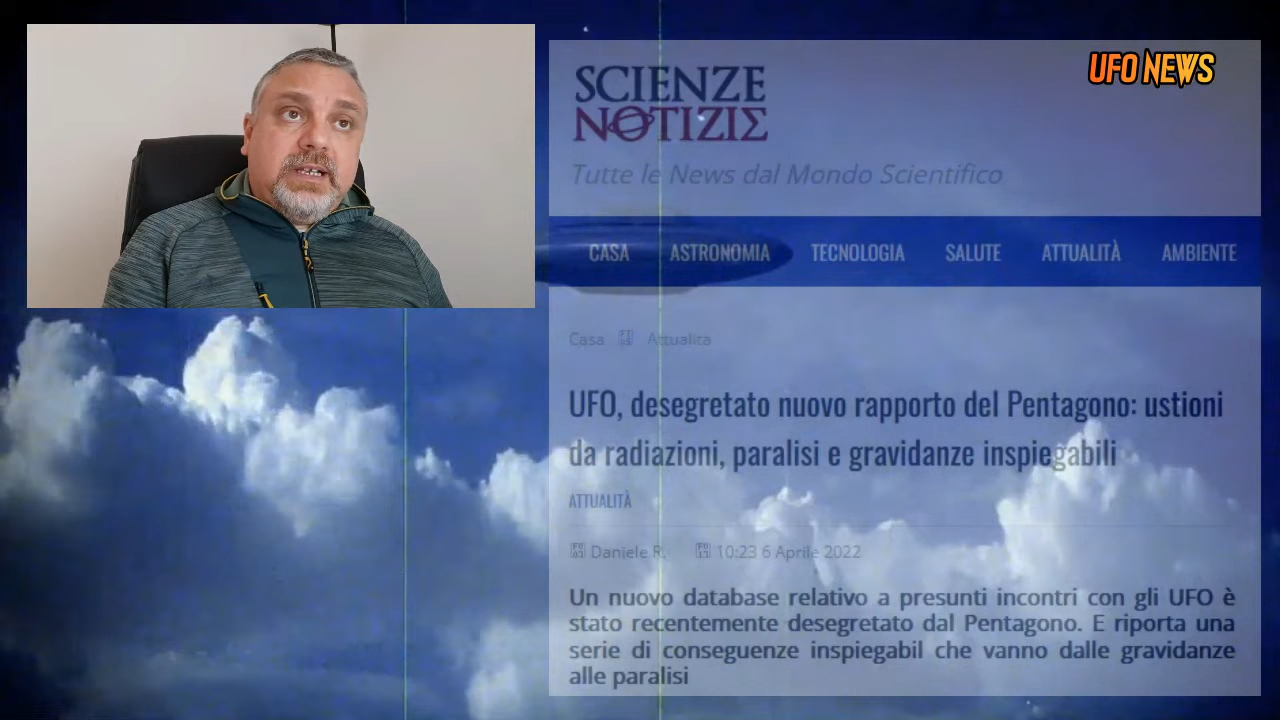 UFO NEWS
SCIENZE
NOTIZIE
Tutte le News dal Mondo Scientifico
CASA ASTRONOMIA TECNOLOGIA SALUTE ATTUALITÀ AMBIENTE
Casa Attualita
UFO, desegretato nuovo rapporto del Pentagono: ustioni
da radiazioni, paralisi e gravidanze inspiegabili
ATTUALITÀ
Daniele R. 10:23 6 Aprile 2022
Un nuovo database relativo a presunti incontri con gli UFO è
stato recentemente desegretato dal Pentagono. E riporta una
serie di conseguenze inspiegabil che vanno dalle gravidanze
alle paralisi